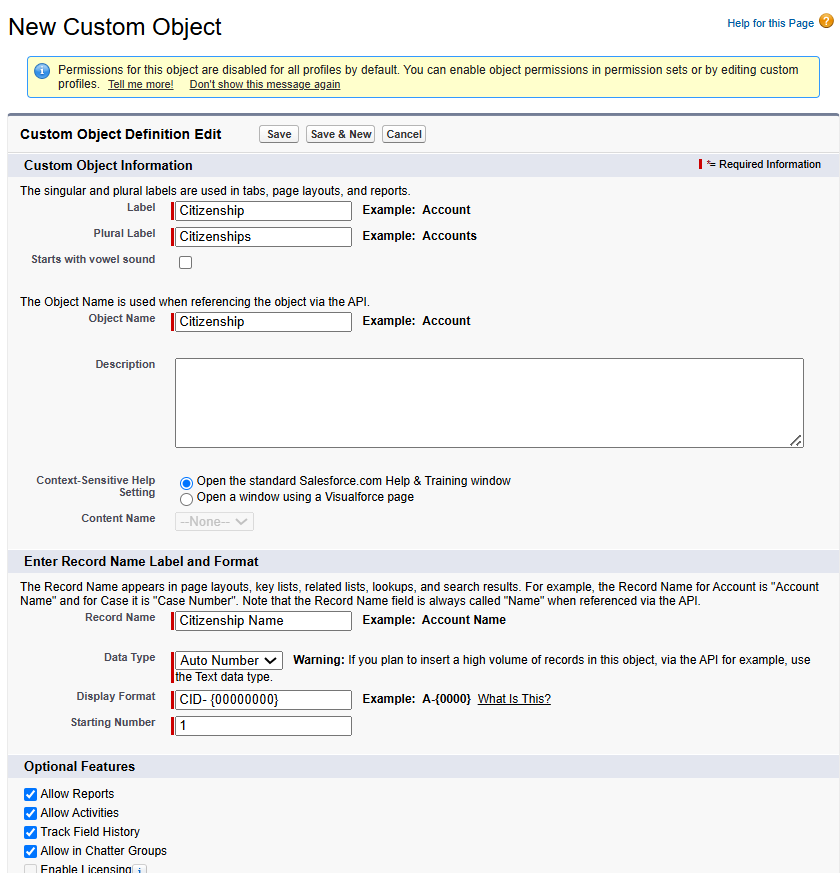 New Custom Object
Help for this Page ?
Permissions for this object are disabled for all profiles by default. You can enable object permissions in permission sets or by editing custom
profiles. Tell me more! Don't show this message again
Custom Object Definition Edit Save Save & New Cancel
Custom Object Information *= Required Information
The singular and plural labels are used in tabs, page layouts, and reports.
Label Citizenship Example: Account
Plural Label Citizenships Example: Accounts
Starts with vowel sound
The Object Name is used when referencing the object via the API.
Object Name Citizenship Example: Account
Description
Context-Sensitive Help Open the standard Salesforce.com Help & Training window
Setting Open a window using a Visualforce page
Content Name --None--
Enter Record Name Label and Format
The Record Name appears in page layouts, key lists, related lists, lookups, and search results. For example, the Record Name for Account is "Account
Name" and for Case it is "Case Number". Note that the Record Name field is always called "Name" when referenced via the API.
Record Name Citizenship Name Example: Account Name
Data Type Auto Number Warning: If you plan to insert a high volume of records in this object, via the API for example, use
the Text data type.
Display Format CID- {00000000} Example: A-{0000} What Is This?
Starting Number 1
Optional Features
Allow Reports
Allow Activities
Track Field History
Allow in Chatter Groups
Enable Licensing i